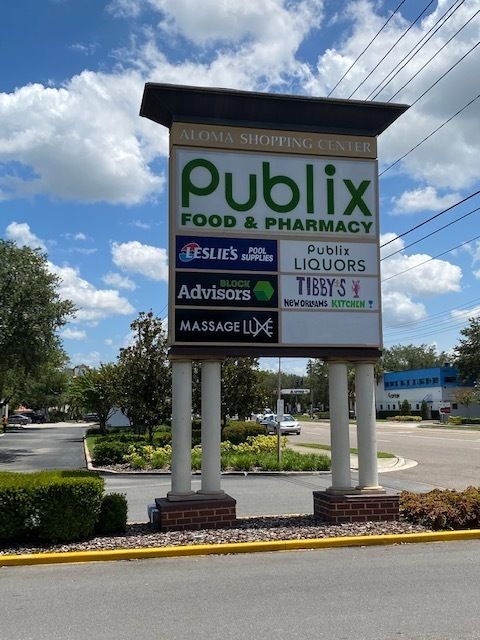 ALOMA SHOPPING CENTER
Publix
FOOD & PHARMACY
LESLIE'S POOL SUPPLIES
Publix
LIQUORS
BLOCK
Advisors
TIBBY'S
NEW ORLEANS KITCHEN
MASSAGE LUXE